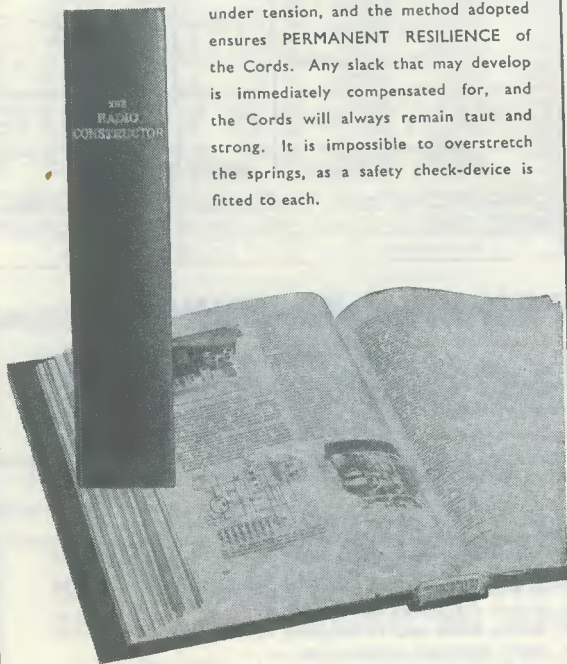 under tension, and the method adopted
ensures PERMANENT RESILIENCE of
the Cords. Any slack that may develop
is immediately compensated for, and
the Cords will always remain taut and
strong. It is impossible to overstretch
the springs, as a safety check-device is
fitted to each.
THE
RADIO
CONSTRUCTOR